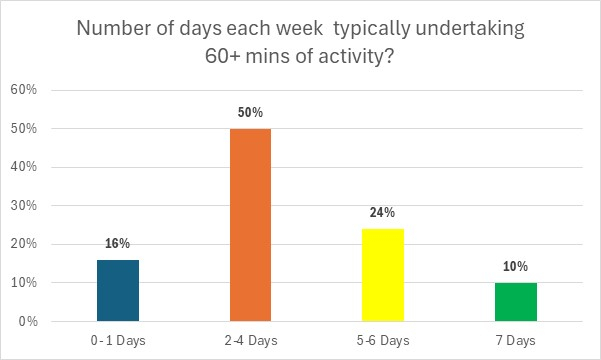 Number of days each week  typically undertaking
60+ mins of activity?
60%
50%
40%
30%
20%
10%
0%
16%
50%
24%
10%
0- 1 Days
2-4 Days
5-6 Days
7 Days